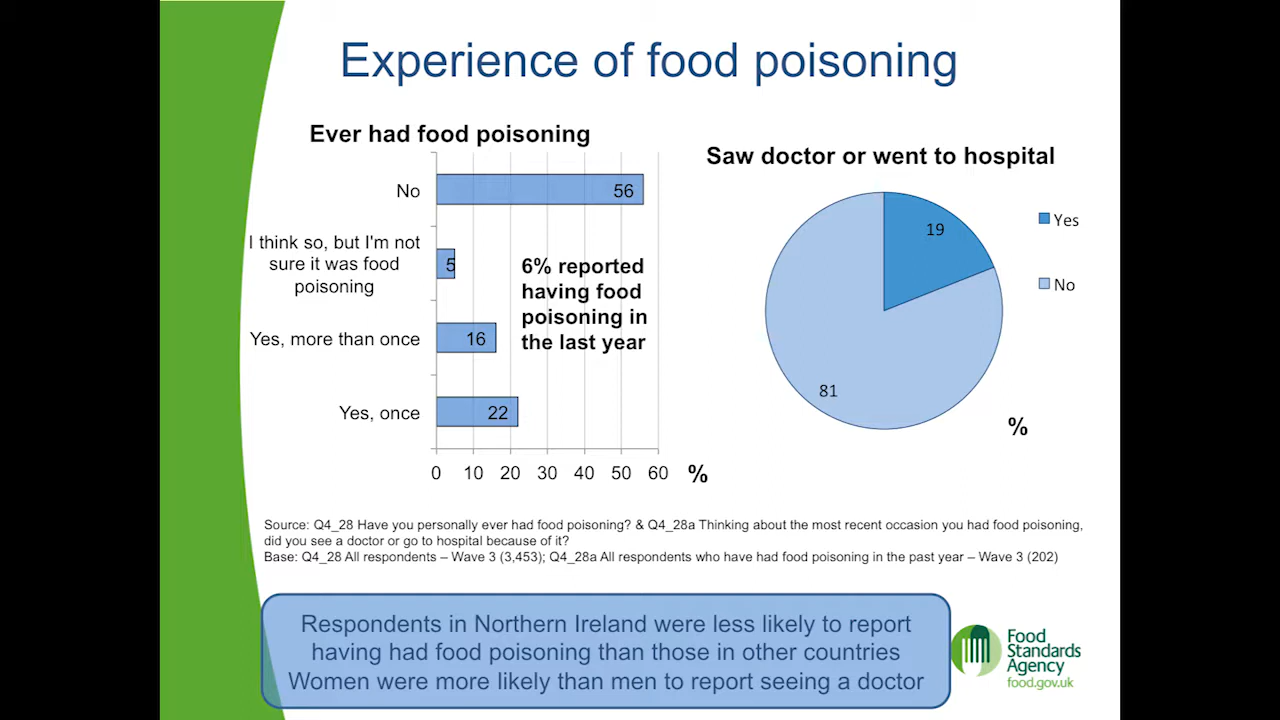 Experience of food poisoning
Ever had food poisoning
No
56
I think so, but I'm not
sure it was food
poisoning
5
Yes, more than once
16
Yes, once
22
0 10 20 30 40 50 60 %
6% reported
having food
poisoning in
the last year
Saw doctor or went to hospital
19
81
Yes
No
%
Source: Q4_28 Have you personally ever had food poisoning? & Q4_28a Thinking about the most recent occasion you had food poisoning,
did you see a doctor or go to hospital because of it?
Base: Q4_28 All respondents – Wave 3 (3,453); Q4_28a All respondents who have had food poisoning in the past year – Wave 3 (202)
Respondents in Northern Ireland were less likely to report
having had food poisoning than those in other countries
Women were more likely than men to report seeing a doctor
Food
Standards
Agency
food.gov.uk